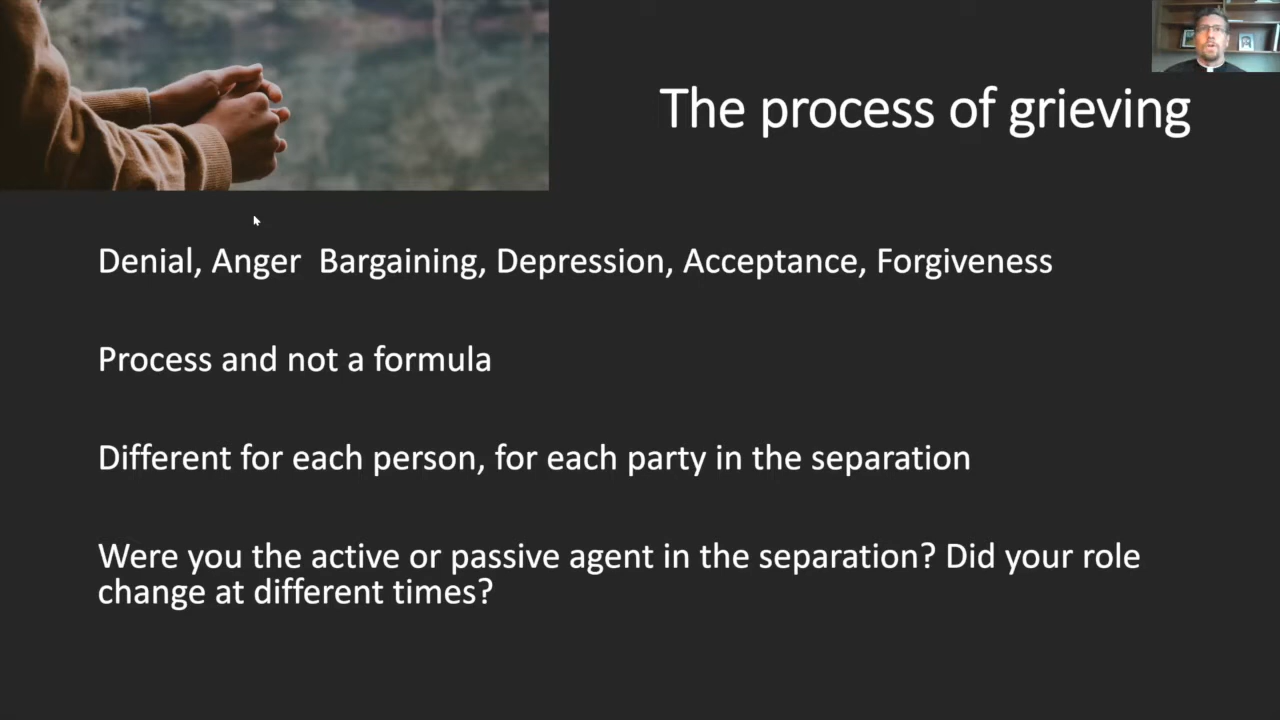 The process of grieving
Denial, Anger  Bargaining, Depression, Acceptance, Forgiveness
Process and not a formula
Different for each person, for each party in the separation
Were you the active or passive agent in the separation? Did your role
change at different times?